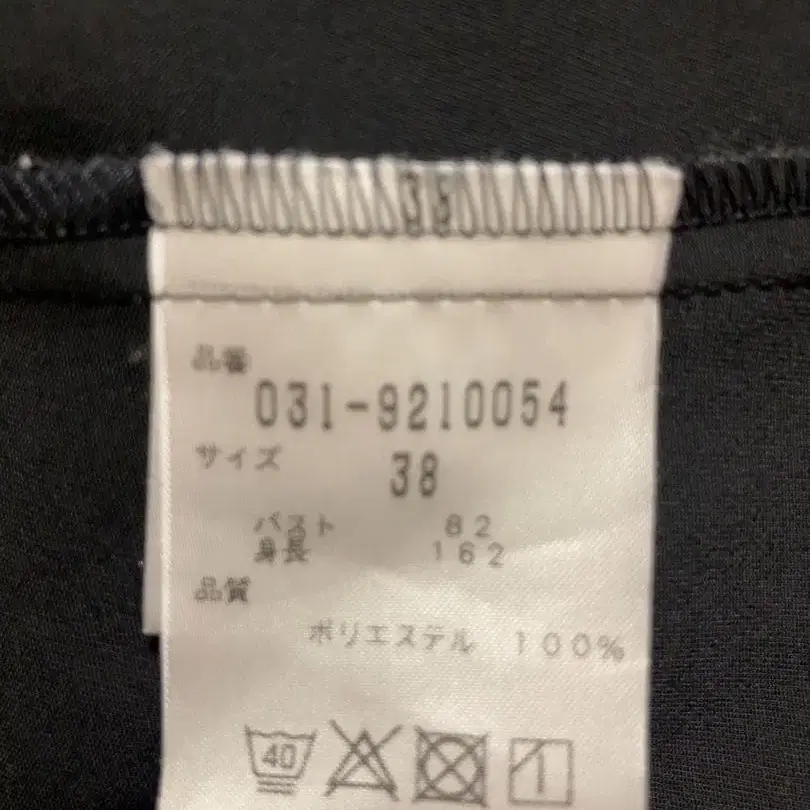 38
品番
031-9210054
サイズ
38
バスト 82
身長 162
品質
ポリエステル 100%
40